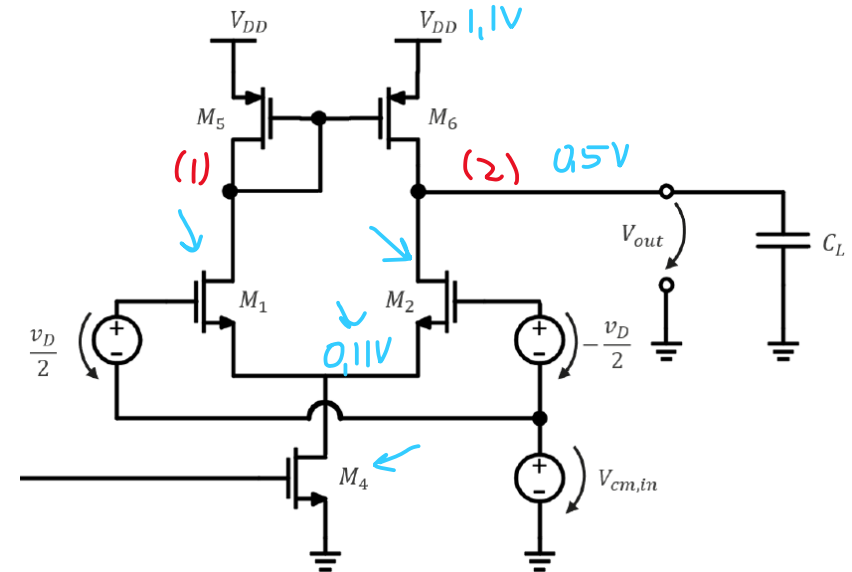 V_DD
V_DD 1,1V
M_5
M_6
(1)
(2) 0,5V
V_out
C_L
M_1
M_2
v_D/2
+
-
0,11V
+
-
-v_D/2
M_4
+
-
V_cm,in